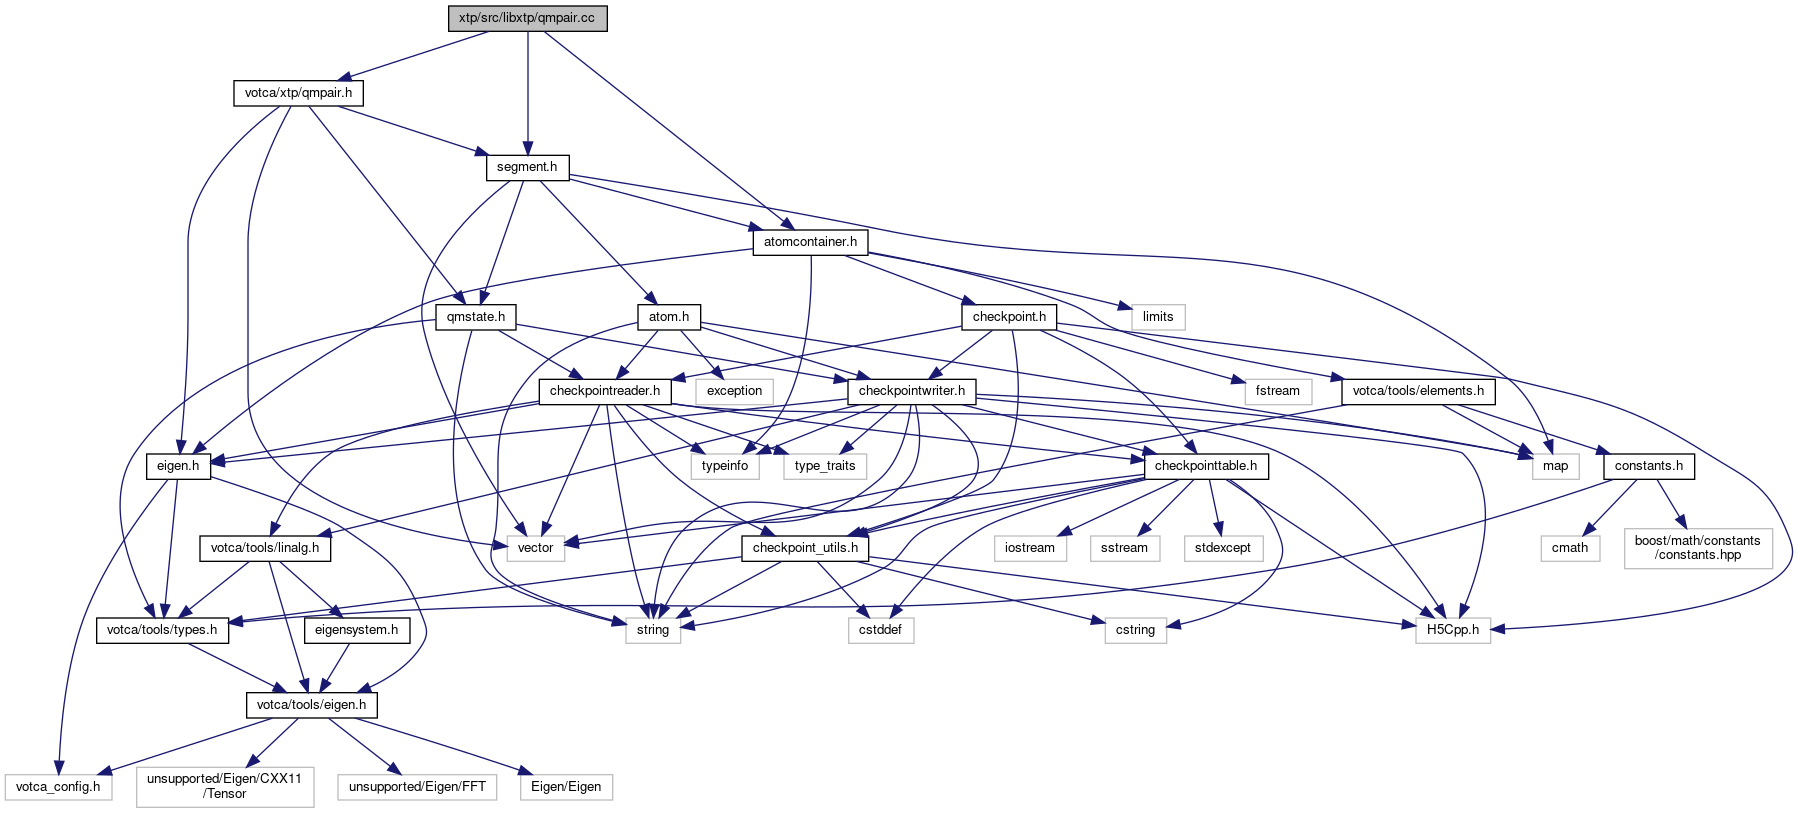 xtp/src/libxtp/qmpair.cc
votca/xtp/qmpair.h
segment.h
atomcontainer.h
qmstate.h
atom.h
checkpoint.h
limits
checkpointreader.h
exception
checkpointwriter.h
fstream
votca/tools/elements.h
eigen.h
typeinfo
type_traits
checkpointtable.h
map
constants.h
votca/tools/linalg.h
vector
checkpoint_utils.h
iostream
sstream
stdexcept
cmath
boost/math/constants
/constants.hpp
votca/tools/types.h
eigensystem.h
string
cstddef
cstring
H5Cpp.h
votca/tools/eigen.h
votca_config.h
unsupported/Eigen/CXX11
/Tensor
unsupported/Eigen/FFT
Eigen/Eigen